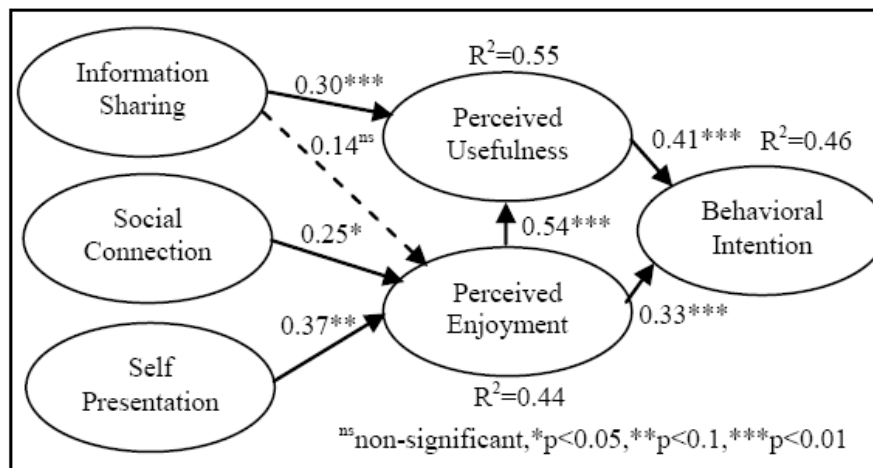 Information
Sharing
0.30***
0.14ns
R2=0.55
Perceived
Usefulness
0.41***
R2=0.46
Social
Connection
0.25*
0.54***
Behavioral
Intention
Perceived
Enjoyment
0.37**
0.33***
Self
Presentation
R2=0.44
nsnon-significant,*p<0.05,**p<0.1,***p<0.01